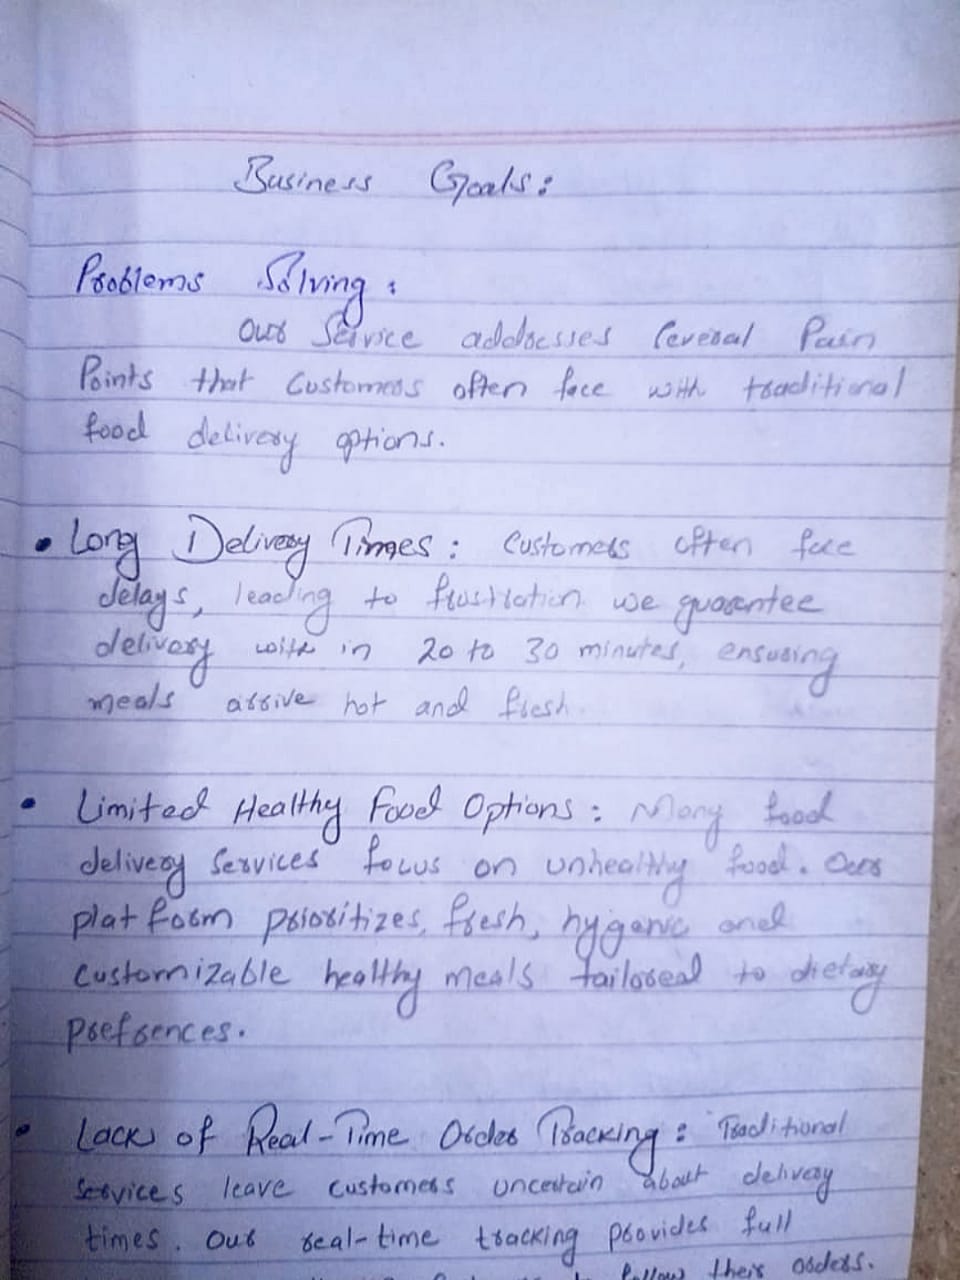 Business Goals:
Problems Solving:
Our Service addresses several Pain
Points that Customers often face with traditional
food delivery options.
• Long Delivery Times: Customers often face
delays, leading to frustration we guarantee
delivery with in 20 to 30 minutes, ensuring
meals arrive hot and fresh.
• Limited Healthy Food Options: Many food
delivery Services focus on unhealthy food. Our
platform prioritizes, fresh, hygenic and
Customizable healthy meals tailored to dietary
prefrences.
• Lack of Real-Time Order Tracking: Traditional
Services leave customers uncertain about delivery
times. Our real-time tracking provides full
follow their orders.